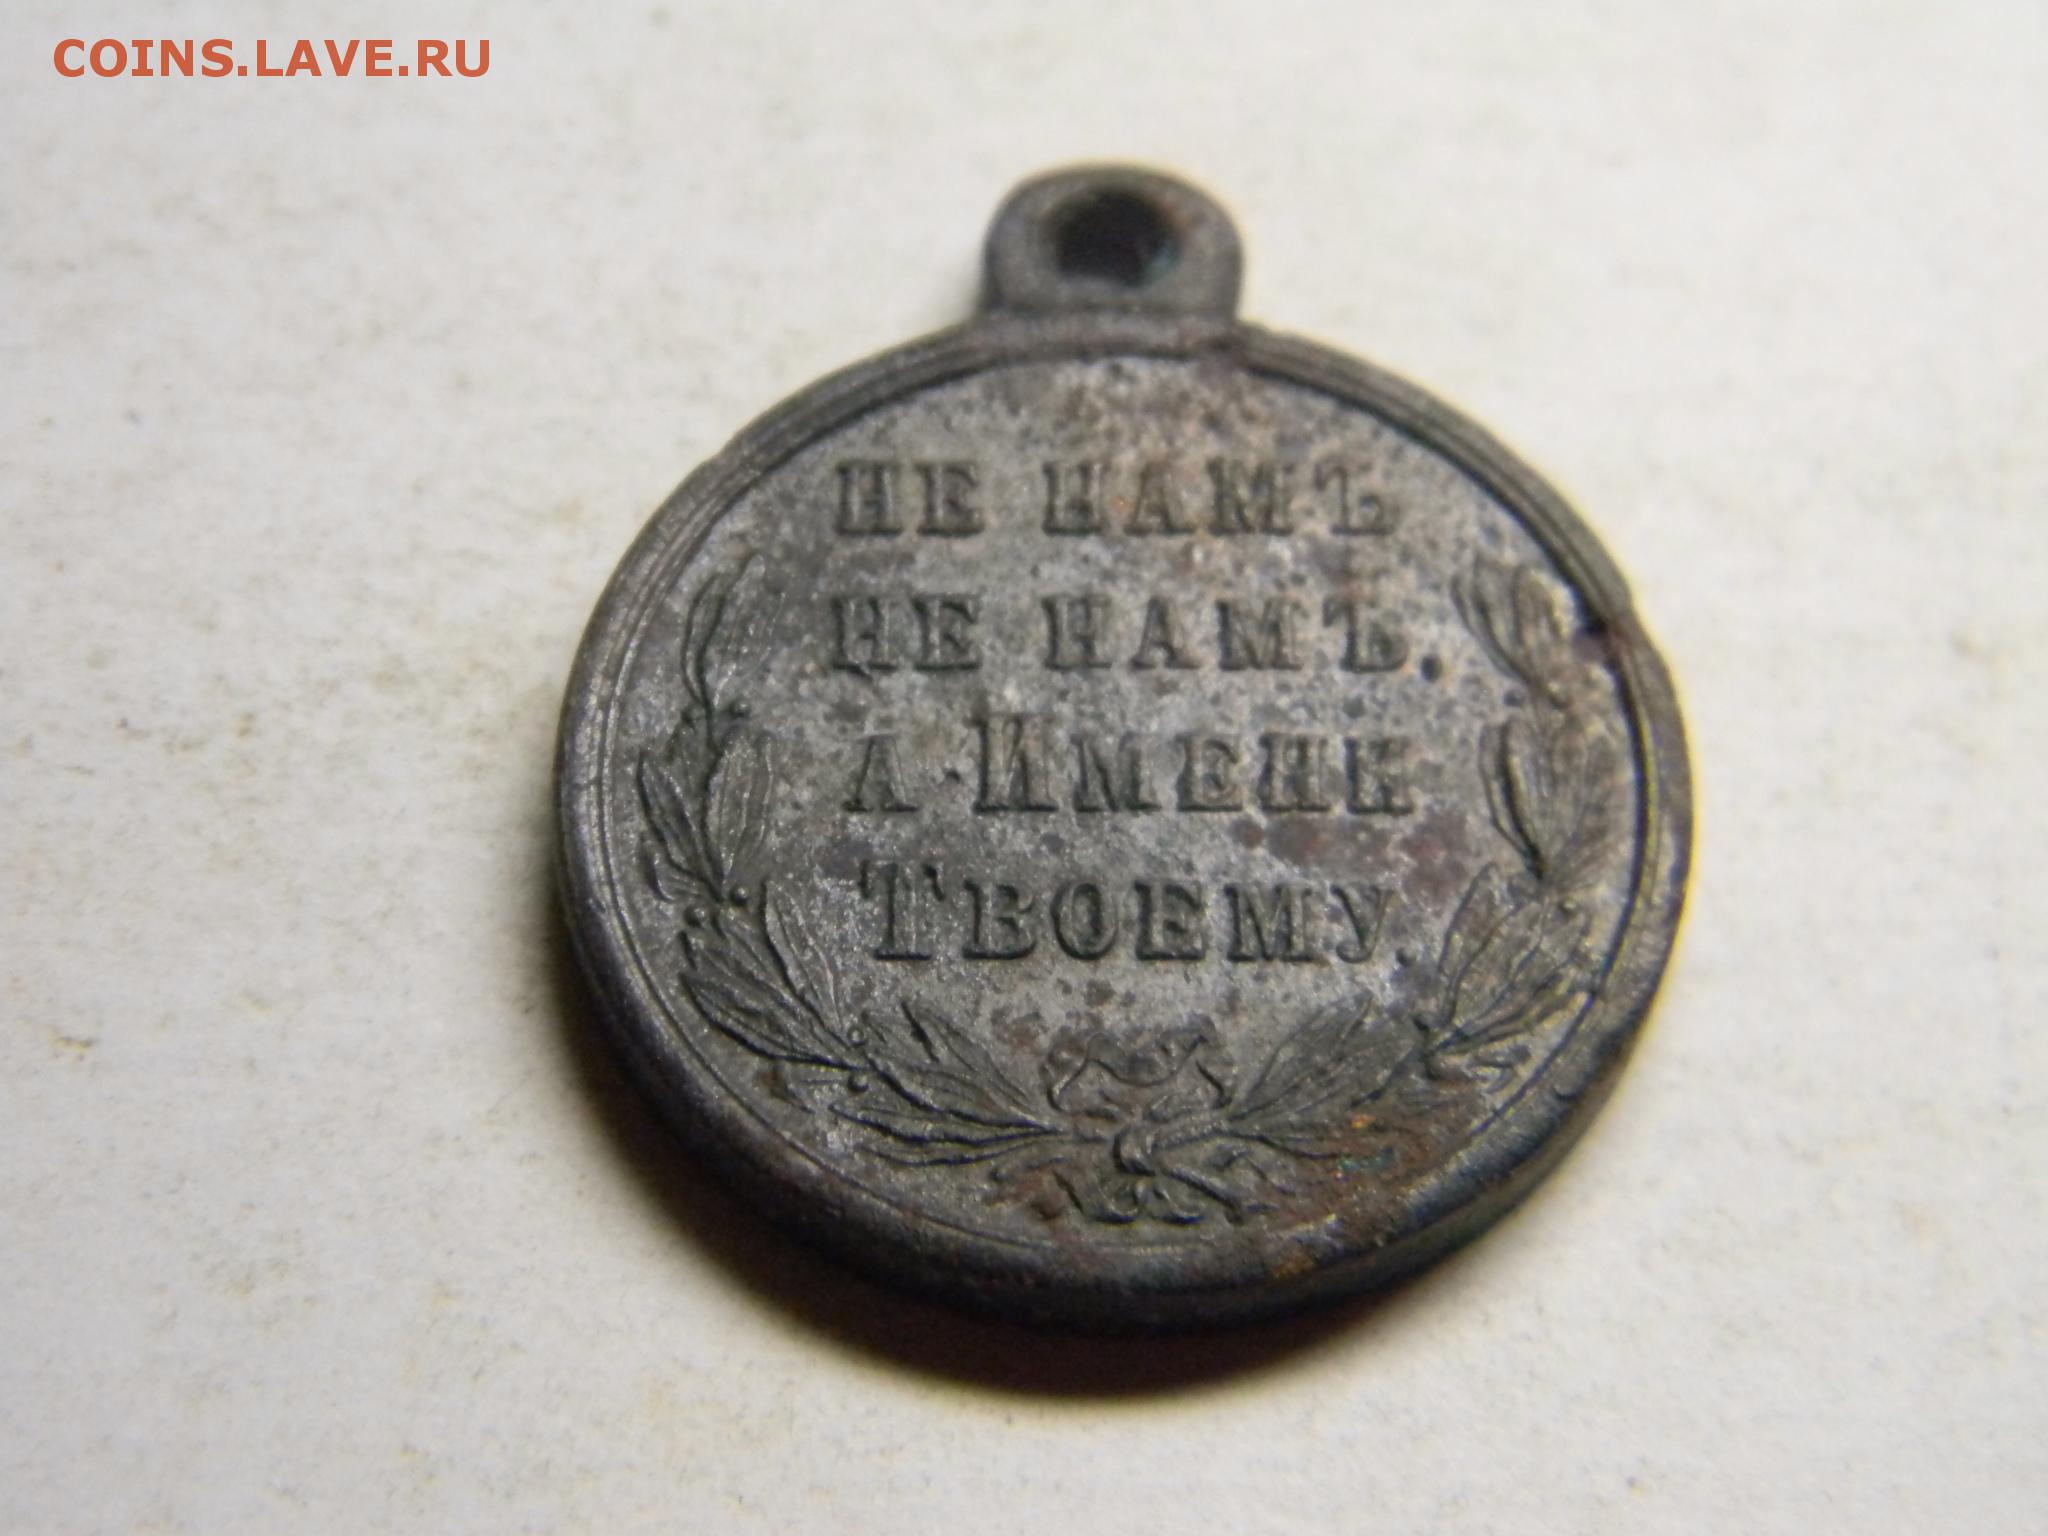 COINS.LAVE.RU
НЕ НАМЪ
НЕ НАМЪ.
А ИМЕНИ
ТВОЕМУ.